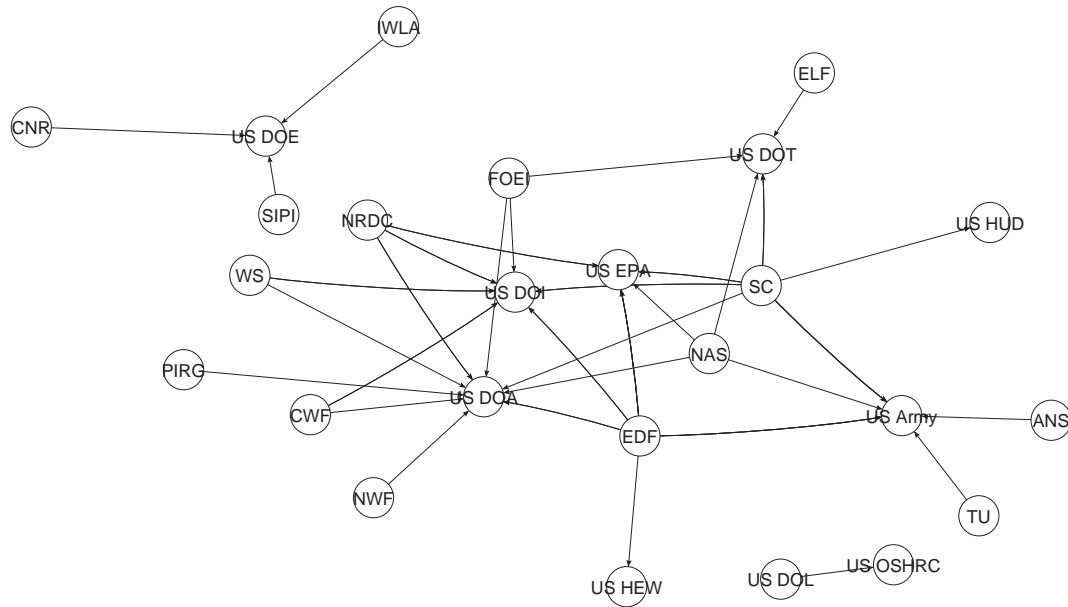 IWLA
ELF
CNR
US DOE
US DOT
FOEI
SIPI
NRDC
US HUD
WS
US EPA
US DOI
SC
NAS
PIRG
US DOA
CWF
US Army
ANS
EDF
NWF
TU
US OSHRC
US DOL
US HEW